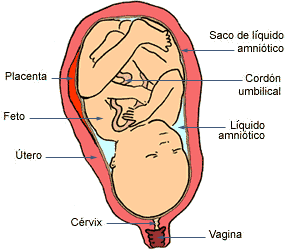 Saco de líquido
amniótico
Placenta
Cordón
umbilical
Feto
Líquido
amniótico
Útero
Cérvix
Vagina